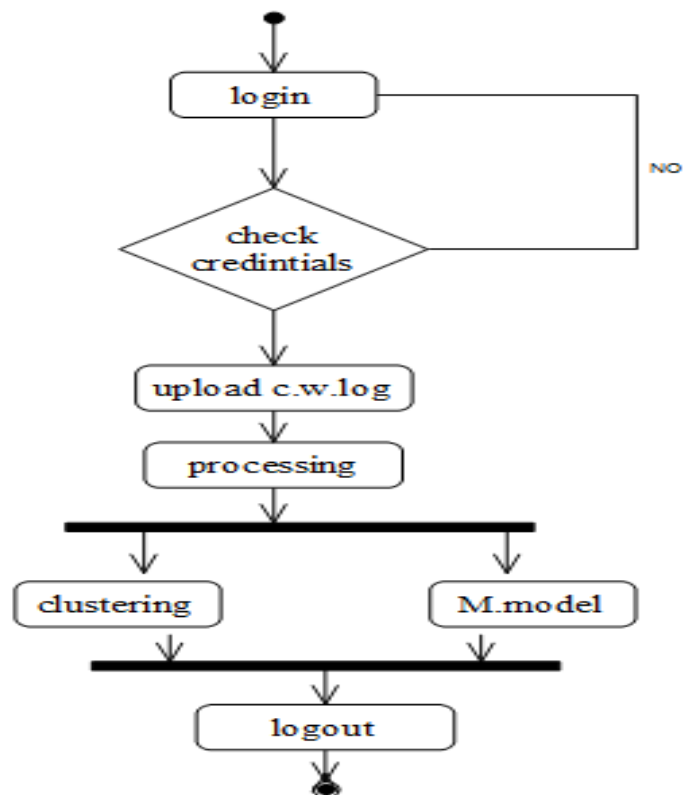 login
NO
check
credintials
upload c.w.log
processing
clustering
M.model
logout